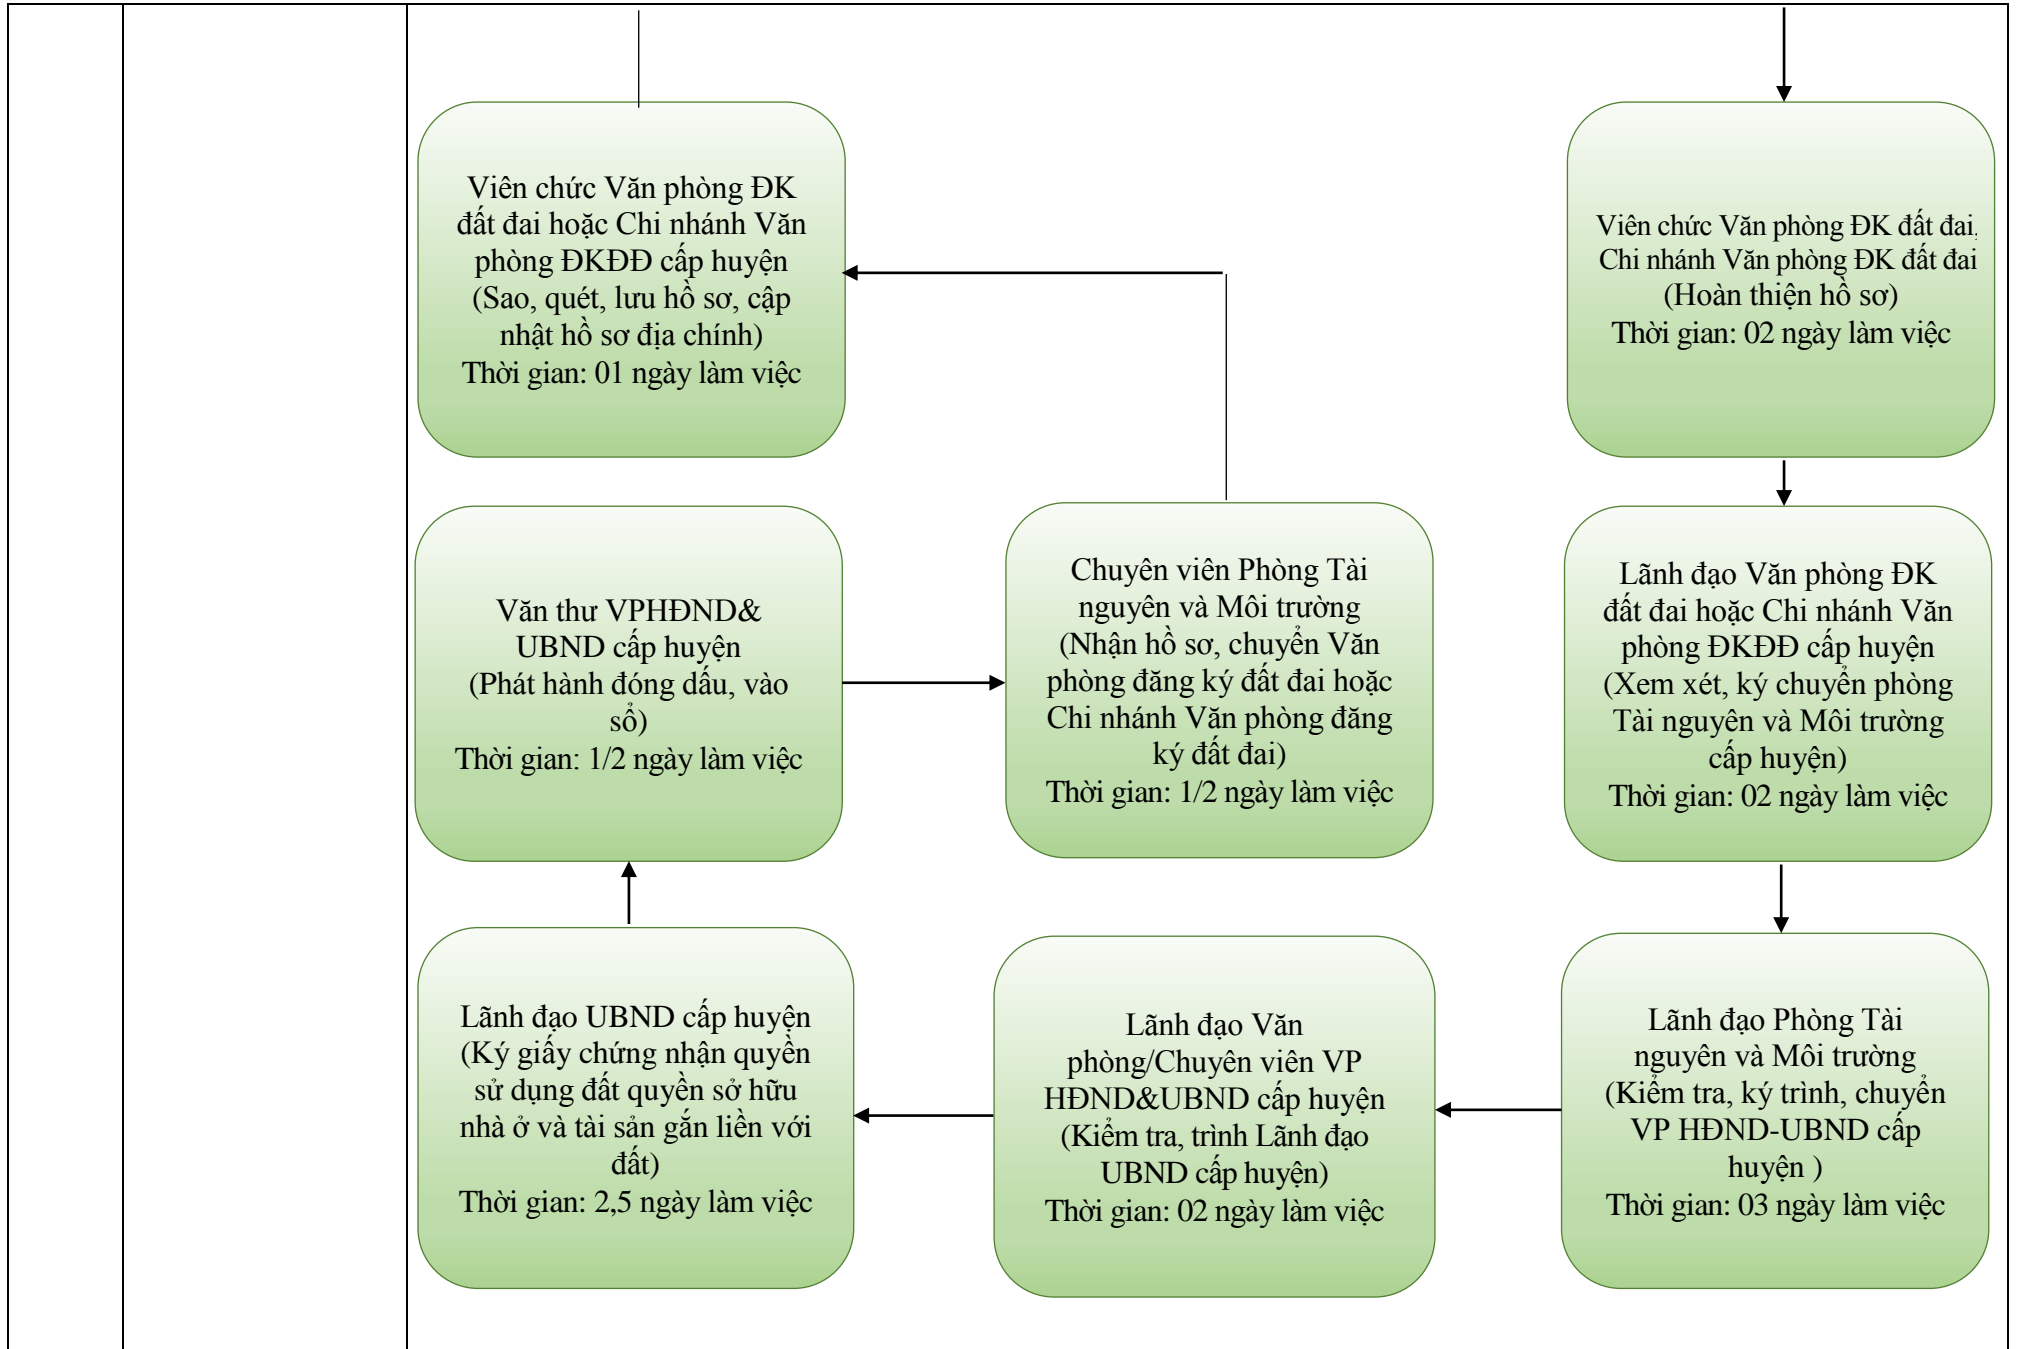 Viên chức Văn phòng ĐK
đất đai hoặc Chi nhánh Văn
phòng ĐKĐĐ cấp huyện
(Sao, quét, lưu hồ sơ, cập
nhật hồ sơ địa chính)
Thời gian: 01 ngày làm việc
Viên chức Văn phòng ĐK đất đai,
Chi nhánh Văn phòng ĐK đất đai
(Hoàn thiện hồ sơ)
Thời gian: 02 ngày làm việc
Văn thư VPHĐND&
UBND cấp huyện
(Phát hành đóng dấu, vào
sổ)
Thời gian: 1/2 ngày làm việc
Chuyên viên Phòng Tài
nguyên và Môi trường
(Nhận hồ sơ, chuyển Văn
phòng đăng ký đất đai hoặc
Chi nhánh Văn phòng đăng
ký đất đai)
Thời gian: 1/2 ngày làm việc
Lãnh đạo Văn phòng ĐK
đất đai hoặc Chi nhánh Văn
phòng ĐKĐĐ cấp huyện
(Xem xét, ký chuyển phòng
Tài nguyên và Môi trường
cấp huyện)
Thời gian: 02 ngày làm việc
Lãnh đạo UBND cấp huyện
(Ký giấy chứng nhận quyền
sử dụng đất quyền sở hữu
nhà ở và tài sản gắn liền với
đất)
Thời gian: 2,5 ngày làm việc
Lãnh đạo Văn
phòng/Chuyên viên VP
HĐND&UBND cấp huyện
(Kiểm tra, trình Lãnh đạo
UBND cấp huyện)
Thời gian: 02 ngày làm việc
Lãnh đạo Phòng Tài
nguyên và Môi trường
(Kiểm tra, ký trình, chuyển
VP HĐND-UBND cấp
huyện )
Thời gian: 03 ngày làm việc